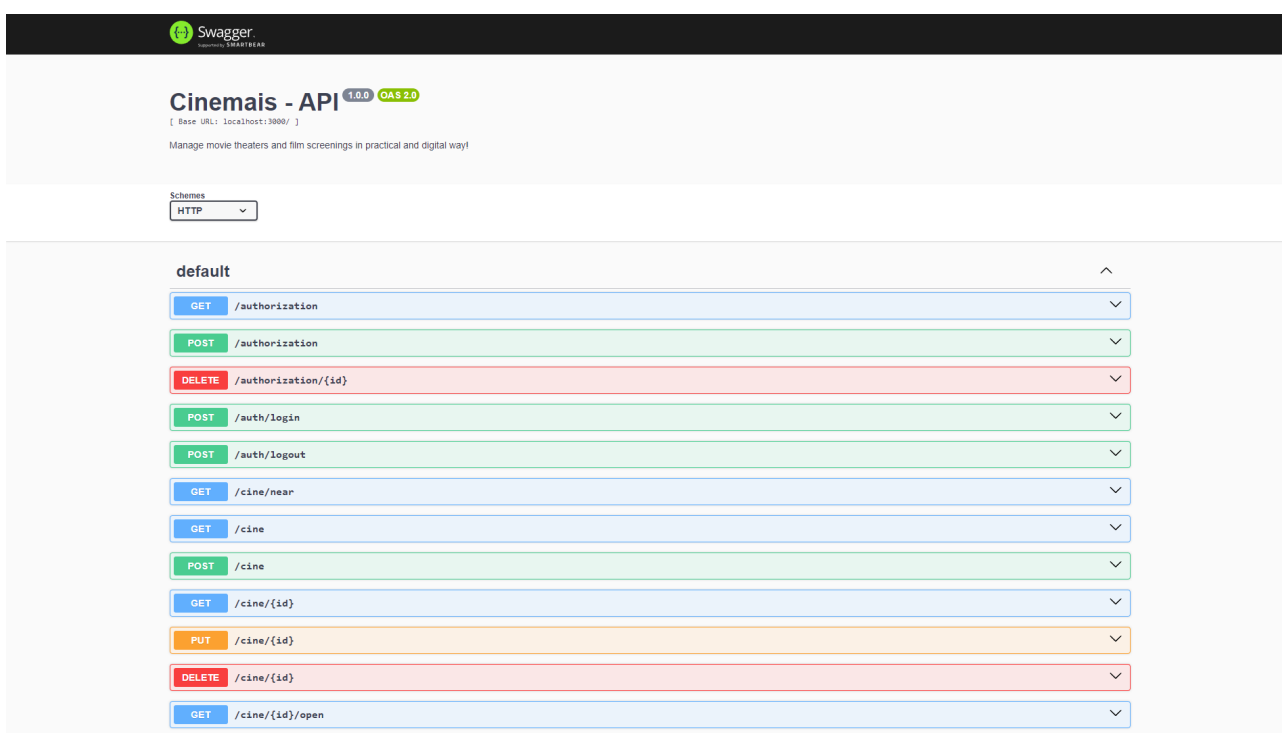 Swagger.
Supported by SMARTBEAR
Cinemais - API 1.0.0 OAS 2.0
[ Base URL: localhost:3000/ ]
Manage movie theaters and film screenings in practical and digital way!
Schemes
HTTP
default
GET /authorization
POST /authorization
DELETE /authorization/{id}
POST /auth/login
POST /auth/logout
GET /cine/near
GET /cine
POST /cine
GET /cine/{id}
PUT /cine/{id}
DELETE /cine/{id}
GET /cine/{id}/open